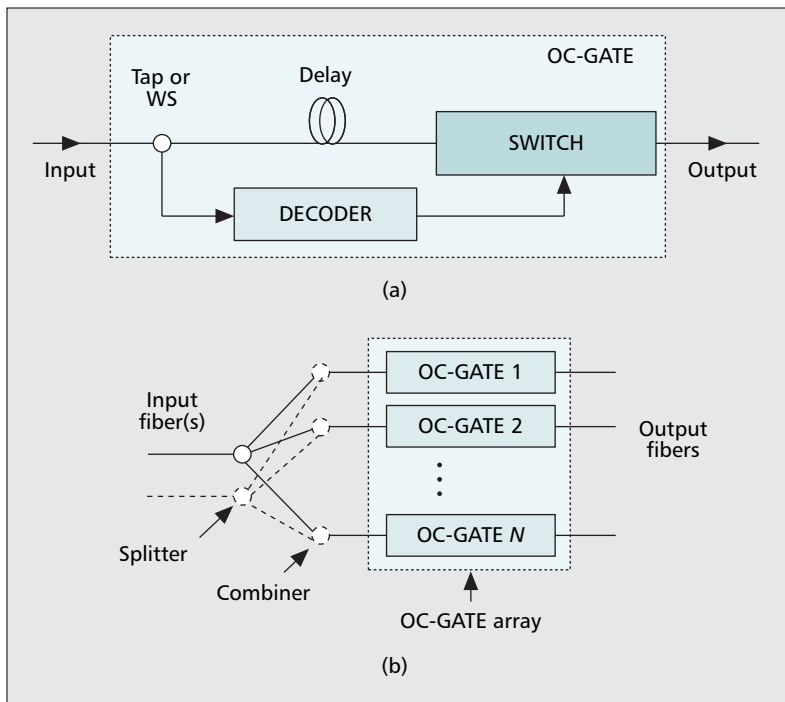 OC-GATE
Tap or
WS
Delay
SWITCH
Input
Output
DECODER
(a)
OC-GATE 1
Input
fiber(s)
OC-GATE 2
Output
fibers
OC-GATE N
Splitter
Combiner
OC-GATE array
(b)